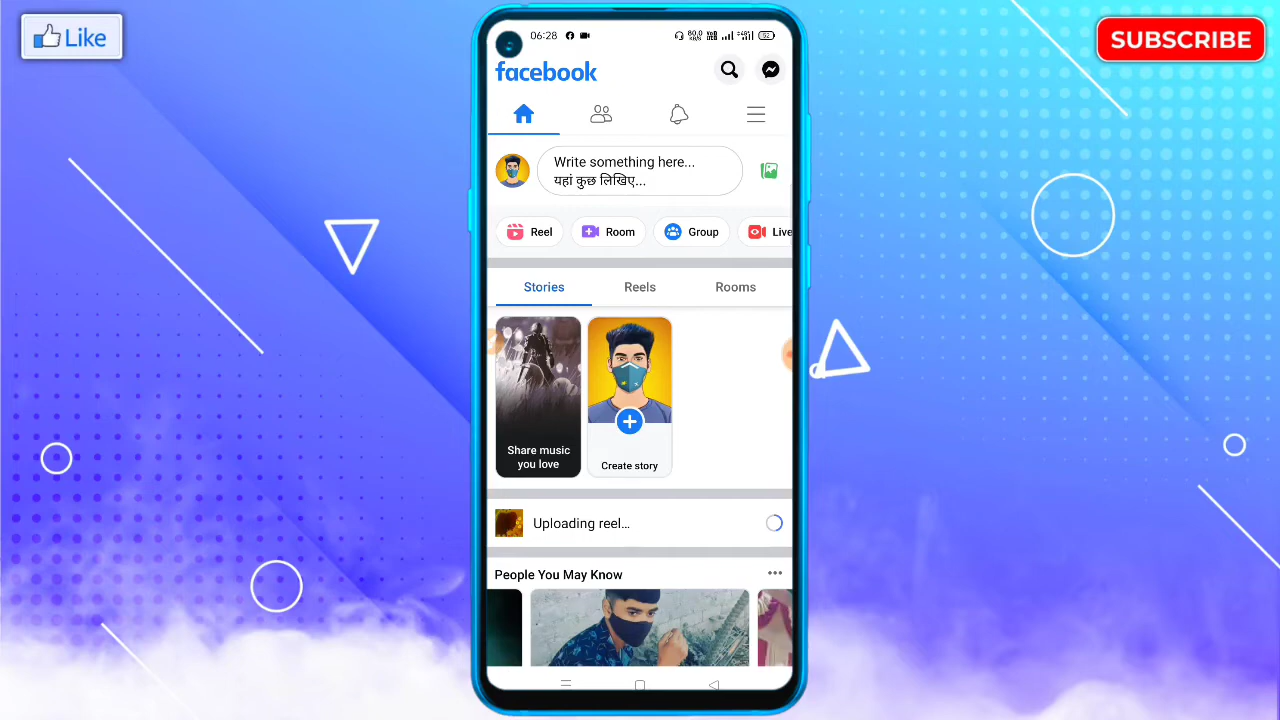 Like
SUBSCRIBE
06:28
facebook
Write something here...
यहां कुछ लिखिए...
Reel
Room
Group
Live
Stories
Reels
Rooms
Share music
you love
Create story
Uploading reel...
People You May Know